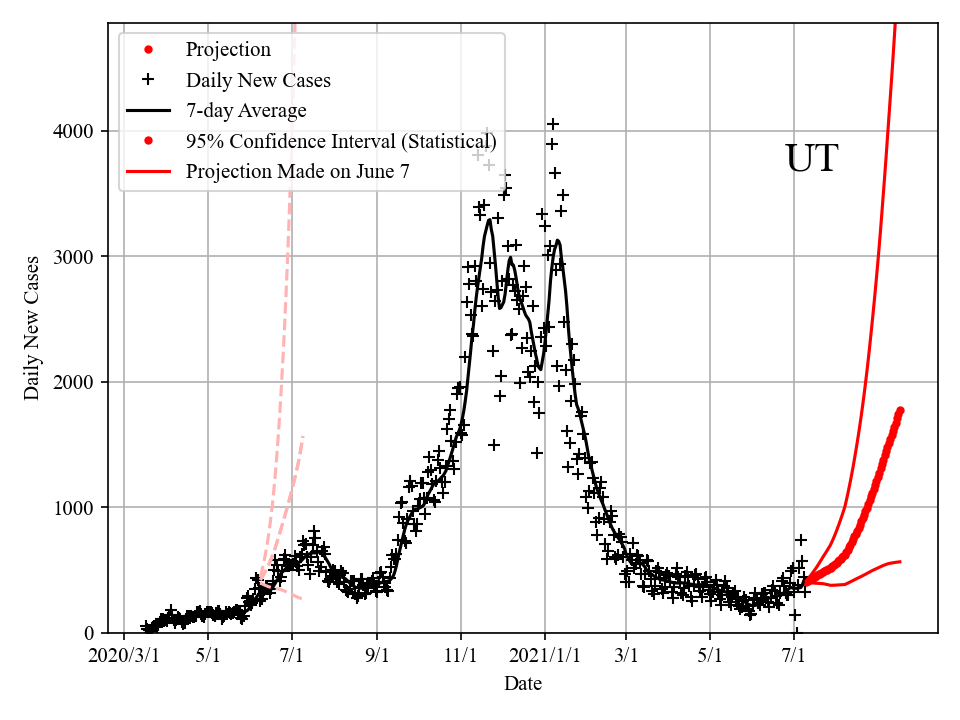 Projection
Daily New Cases
7-day Average
95% Confidence Interval (Statistical)
Projection Made on June 7
UT
4000
3000
2000
1000
0
Daily New Cases
2020/3/1 5/1 7/1 9/1 11/1 2021/1/1 3/1 5/1 7/1
Date